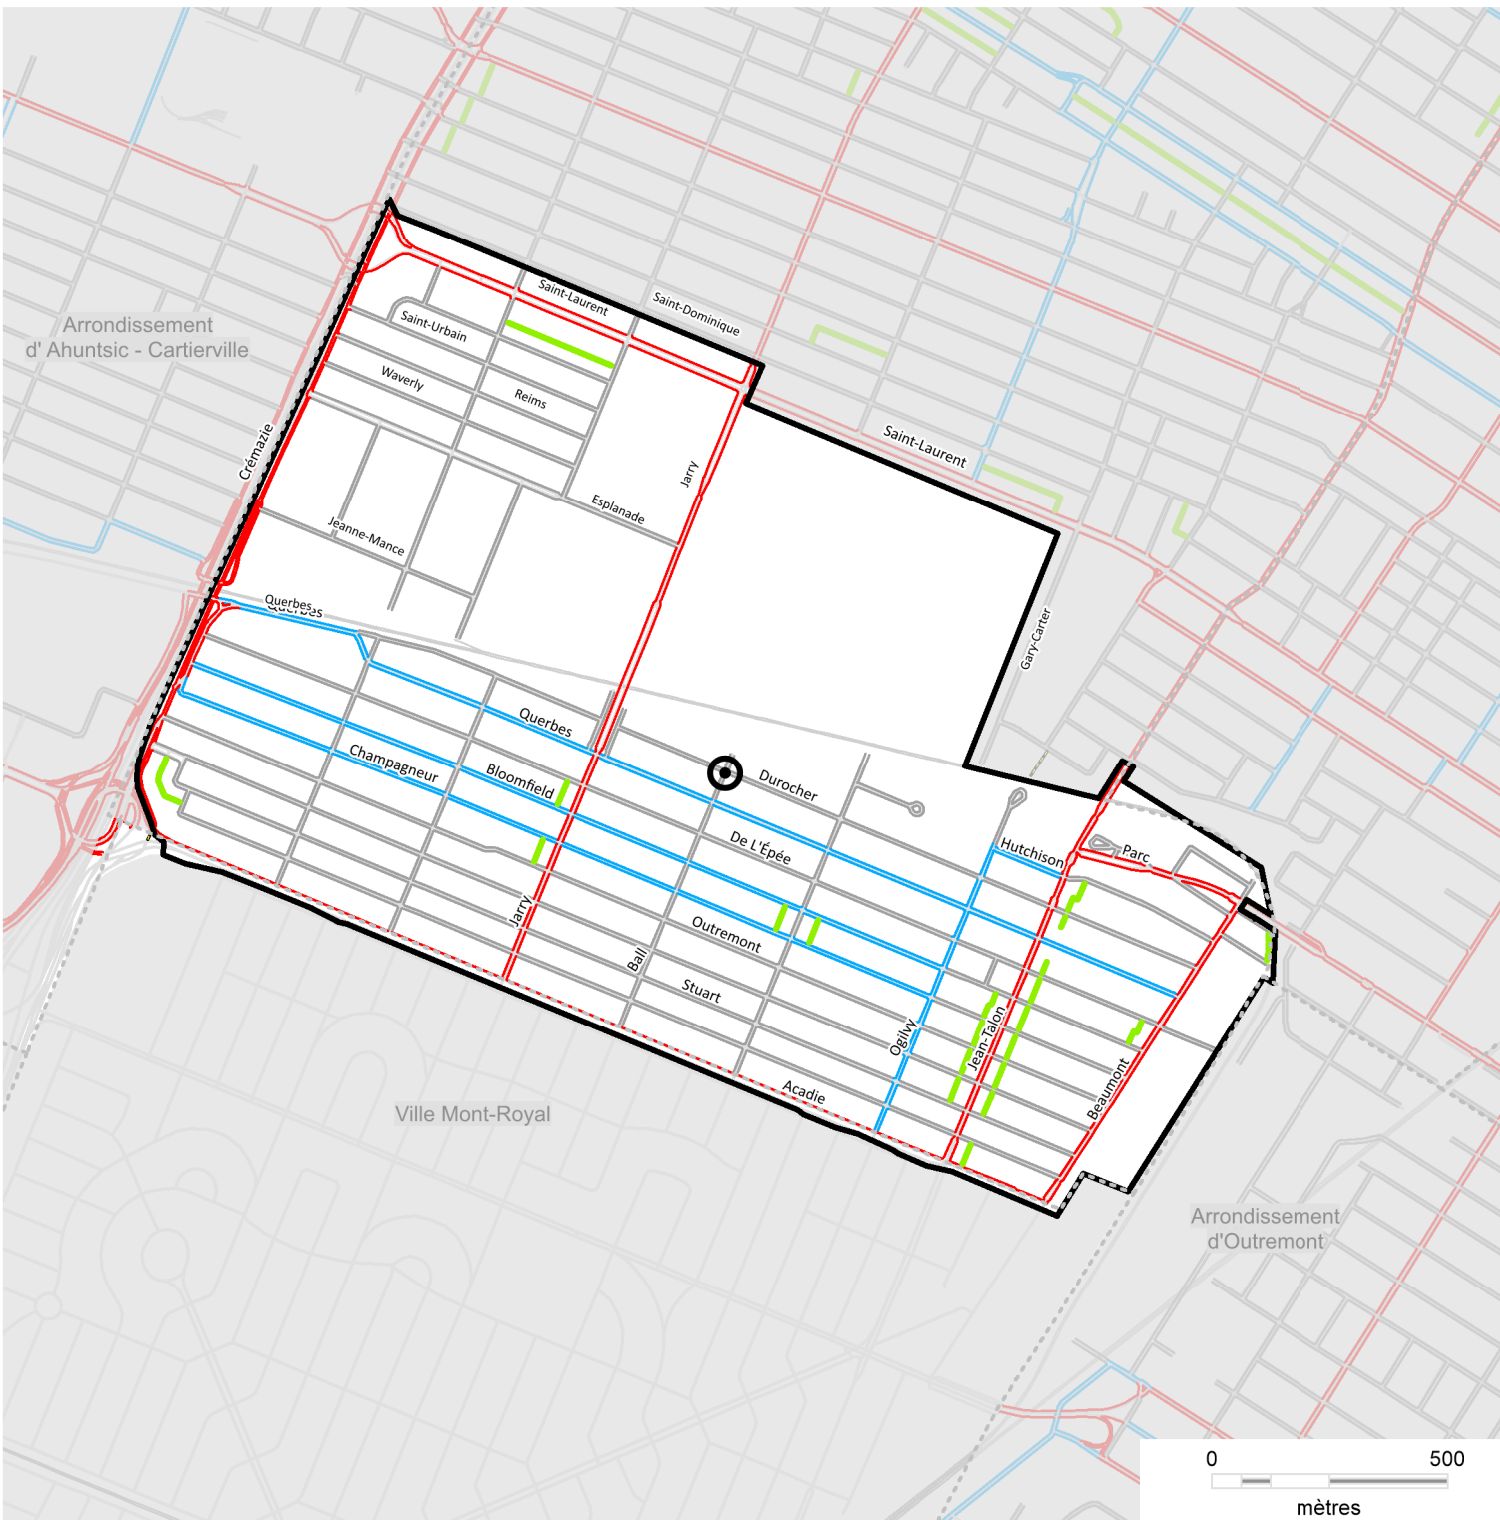 Saint-Laurent
Saint-Dominique
Arrondissement
d' Ahuntsic - Cartierville
Saint-Urbain
Waverly
Reims
Saint-Laurent
Crémazie
Jarry
Esplanade
Jeanne-Mance
Querbes
Querbes
Gary-Carter
Querbes
Champagneur
Bloomfield
Durocher
De L'Épée
Hutchison
Parc
Jarry
Outremont
Ball
Stuart
Ogilvy
Jean-Talon
Beaumont
Acadie
Ville Mont-Royal
Arrondissement
d'Outremont
0 500
mètres